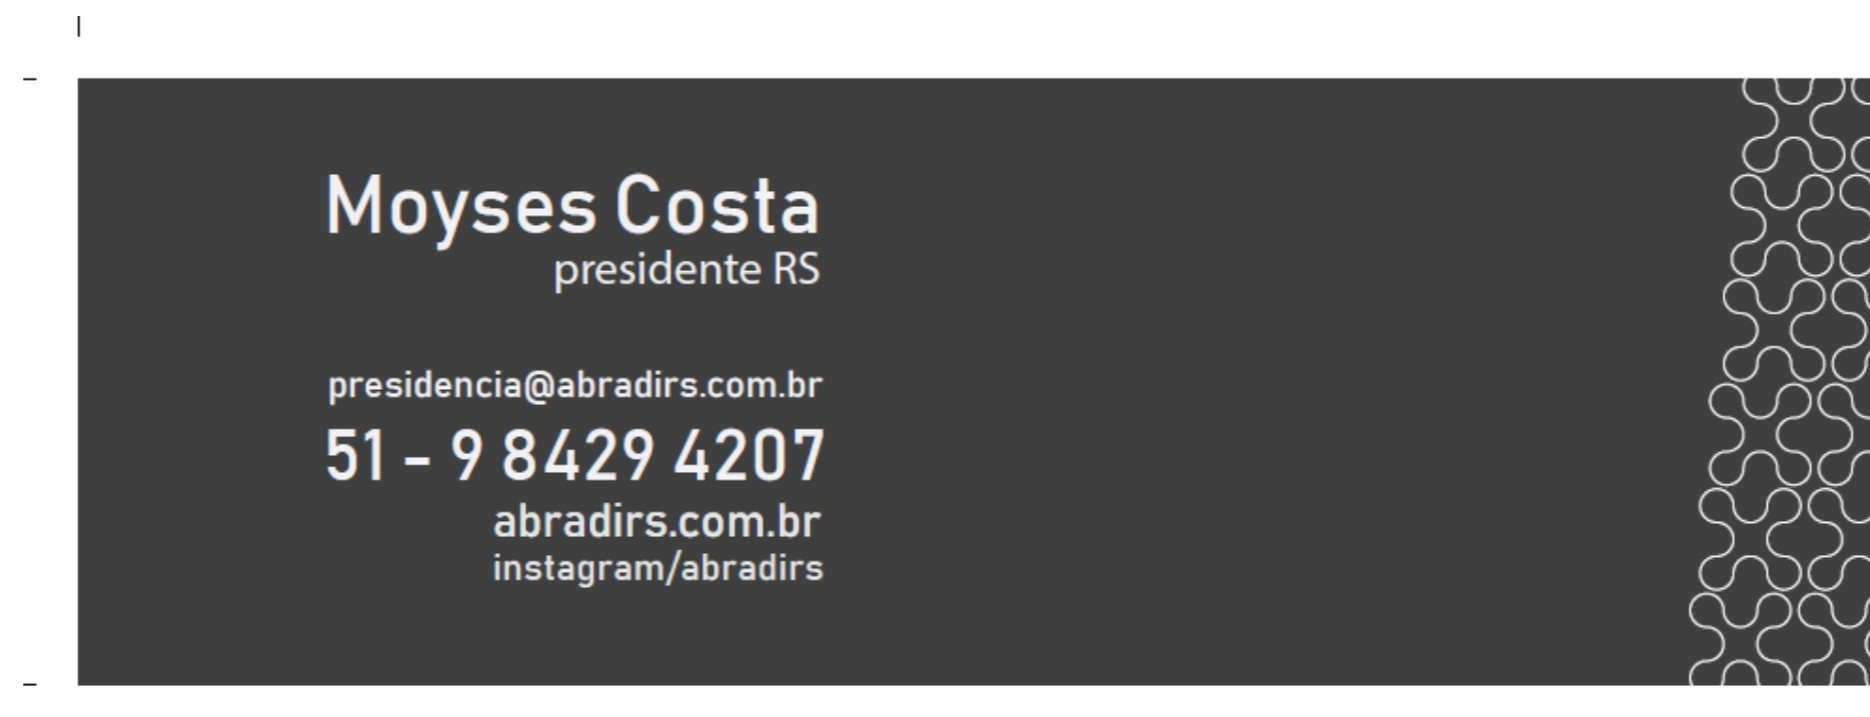 Moyses Costa
presidente RS
presidencia@abradirs.com.br
51 - 9 8429 4207
abradirs.com.br
instagram/abradirs